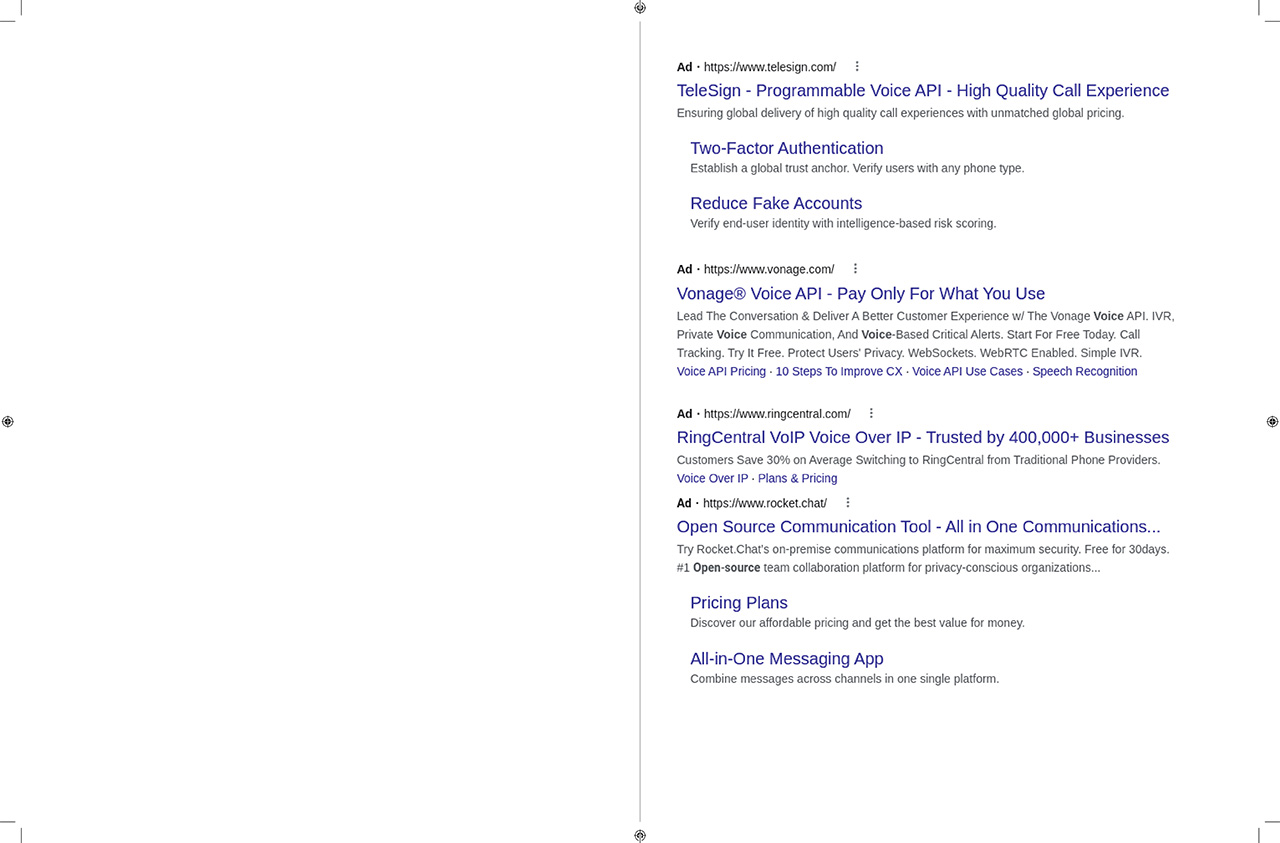 Ad · https://www.telesign.com/
TeleSign - Programmable Voice API - High Quality Call Experience
Ensuring global delivery of high quality call experiences with unmatched global pricing.
Two-Factor Authentication
Establish a global trust anchor. Verify users with any phone type.
Reduce Fake Accounts
Verify end-user identity with intelligence-based risk scoring.
Ad · https://www.vonage.com/
Vonage® Voice API - Pay Only For What You Use
Lead The Conversation & Deliver A Better Customer Experience w/ The Vonage Voice API. IVR,
Private Voice Communication, And Voice-Based Critical Alerts. Start For Free Today. Call
Tracking. Try It Free. Protect Users' Privacy. WebSockets. WebRTC Enabled. Simple IVR.
Voice API Pricing · 10 Steps To Improve CX · Voice API Use Cases · Speech Recognition
Ad · https://www.ringcentral.com/
RingCentral VoIP Voice Over IP - Trusted by 400,000+ Businesses
Customers Save 30% on Average Switching to RingCentral from Traditional Phone Providers.
Voice Over IP · Plans & Pricing
Ad · https://www.rocket.chat/
Open Source Communication Tool - All in One Communications...
Try Rocket.Chat's on-premise communications platform for maximum security. Free for 30days.
#1 Open-source team collaboration platform for privacy-conscious organizations...
Pricing Plans
Discover our affordable pricing and get the best value for money.
All-in-One Messaging App
Combine messages across channels in one single platform.